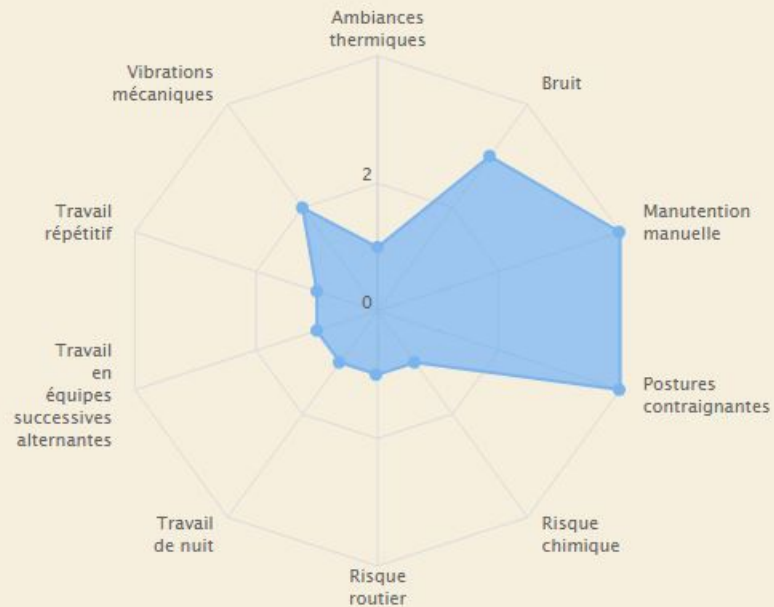 Ambiances
thermiques
Bruit
Manutention
manuelle
Postures
contraignantes
Risque
chimique
Risque
routier
Travail
de nuit
Travail
en
équipes
successives
alternantes
Travail
répétitif
Vibrations
mécaniques
2
0